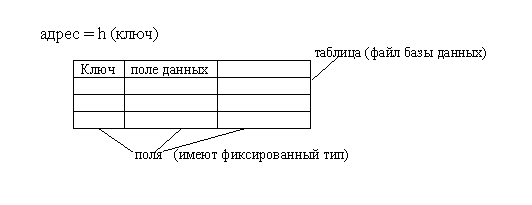 адрес = h (ключ)
таблица (файл базы данных)
Ключ поле данных
поля (имеют фиксированный тип)